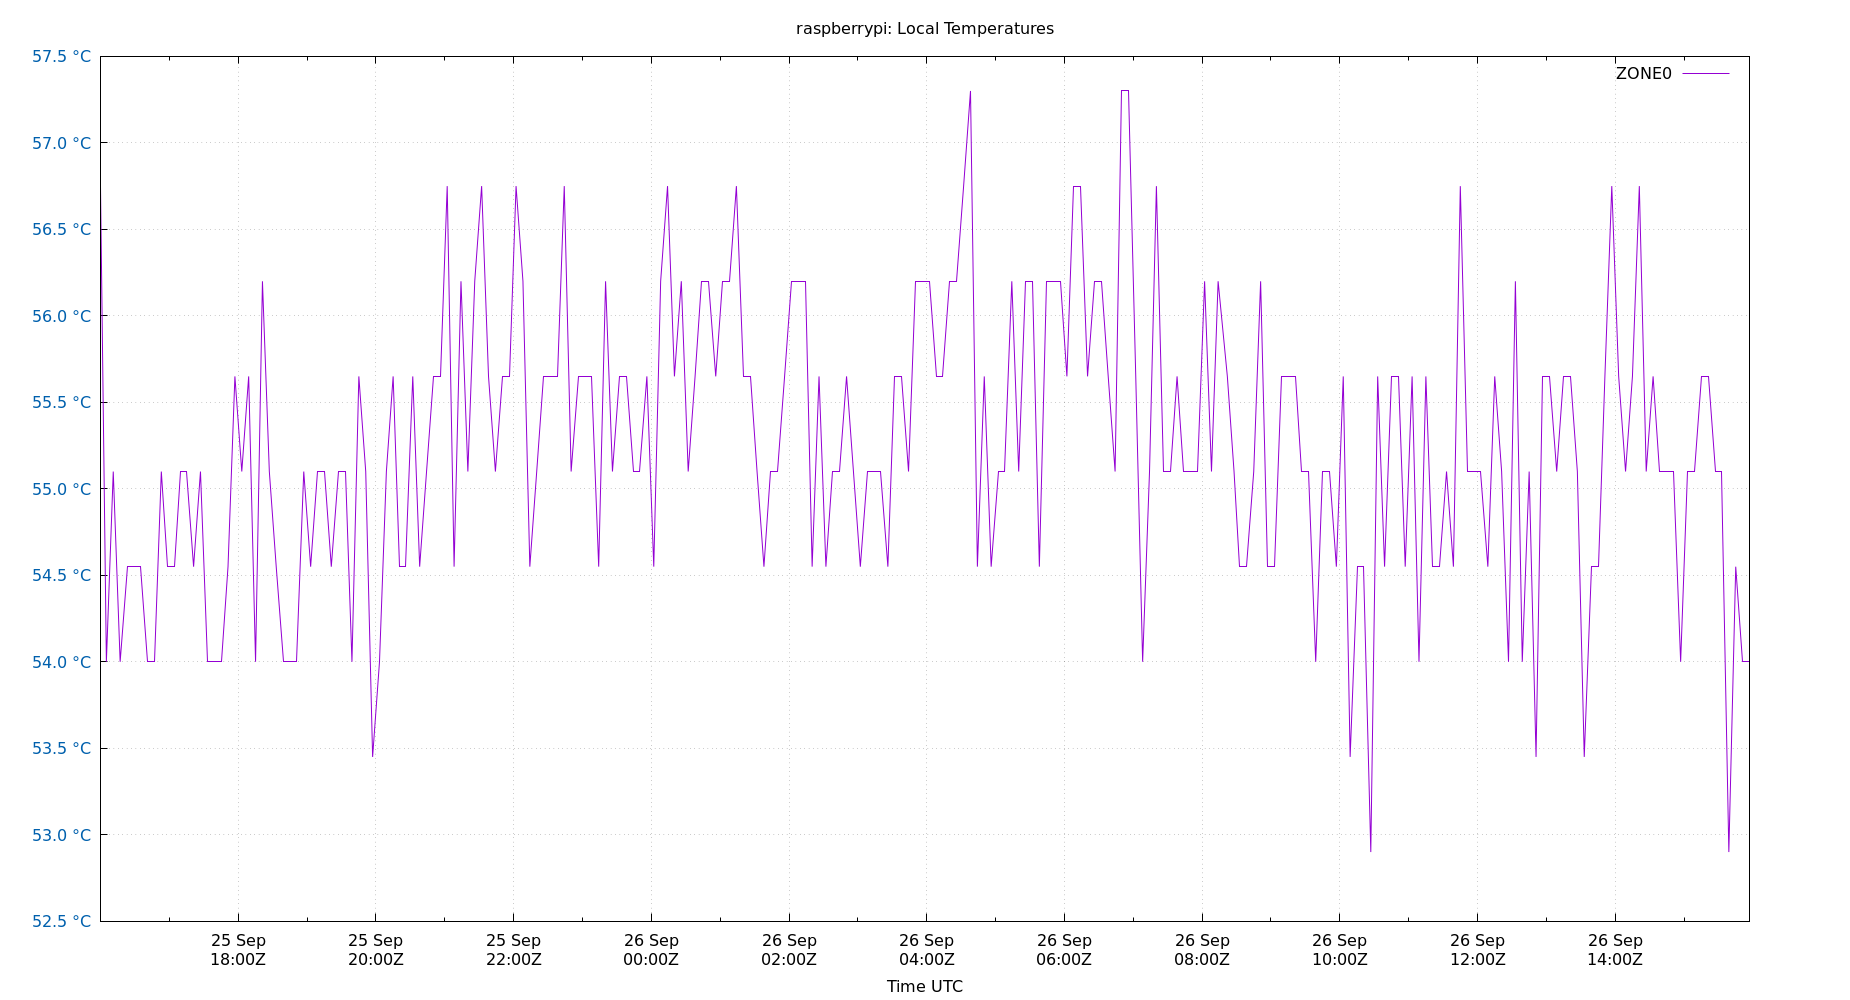 raspberrypi: Local Temperatures
57.5 °C
57.0 °C
56.5 °C
56.0 °C
55.5 °C
55.0 °C
54.5 °C
54.0 °C
53.5 °C
53.0 °C
52.5 °C
ZONE0
25 Sep 25 Sep 25 Sep 26 Sep 26 Sep 26 Sep 26 Sep 26 Sep 26 Sep 26 Sep 26 Sep
18:00Z 20:00Z 22:00Z 00:00Z 02:00Z 04:00Z 06:00Z 08:00Z 10:00Z 12:00Z 14:00Z
Time UTC